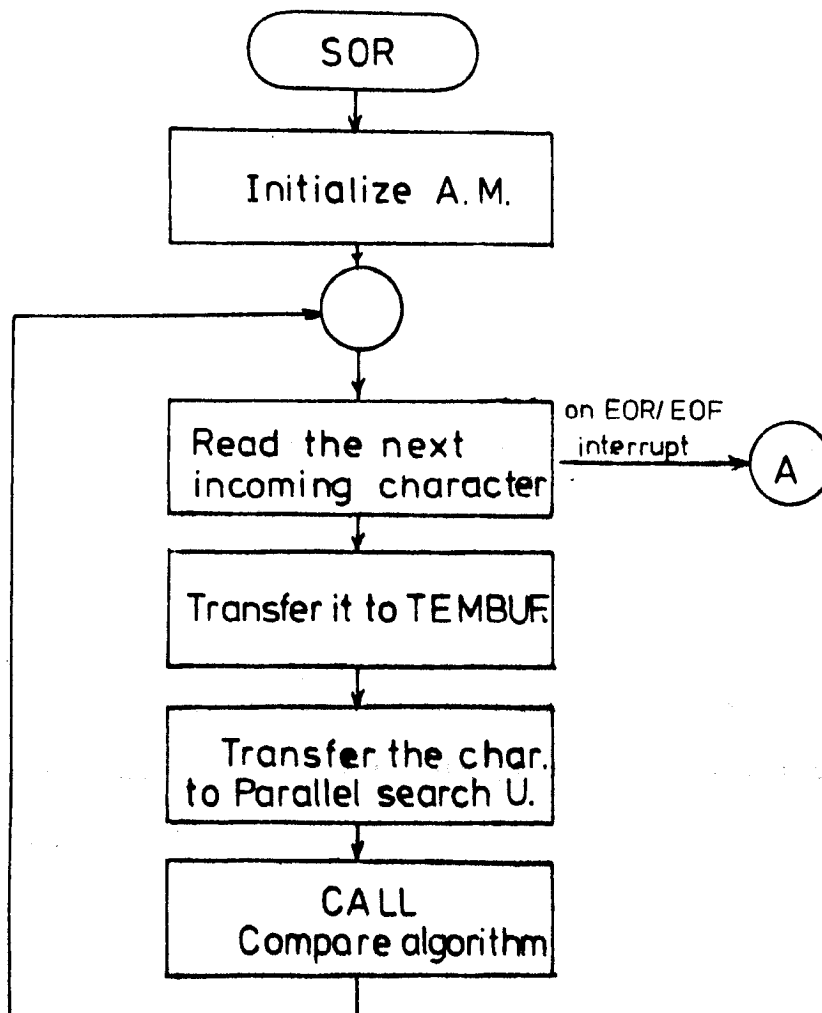 SOR
Initialize A.M.
Read the next
incoming character
on EOR/EOF
interrupt
A
Transfer it to TEMBUF.
Transfer the char.
to Parallel search U.
CALL
Compare algorithm